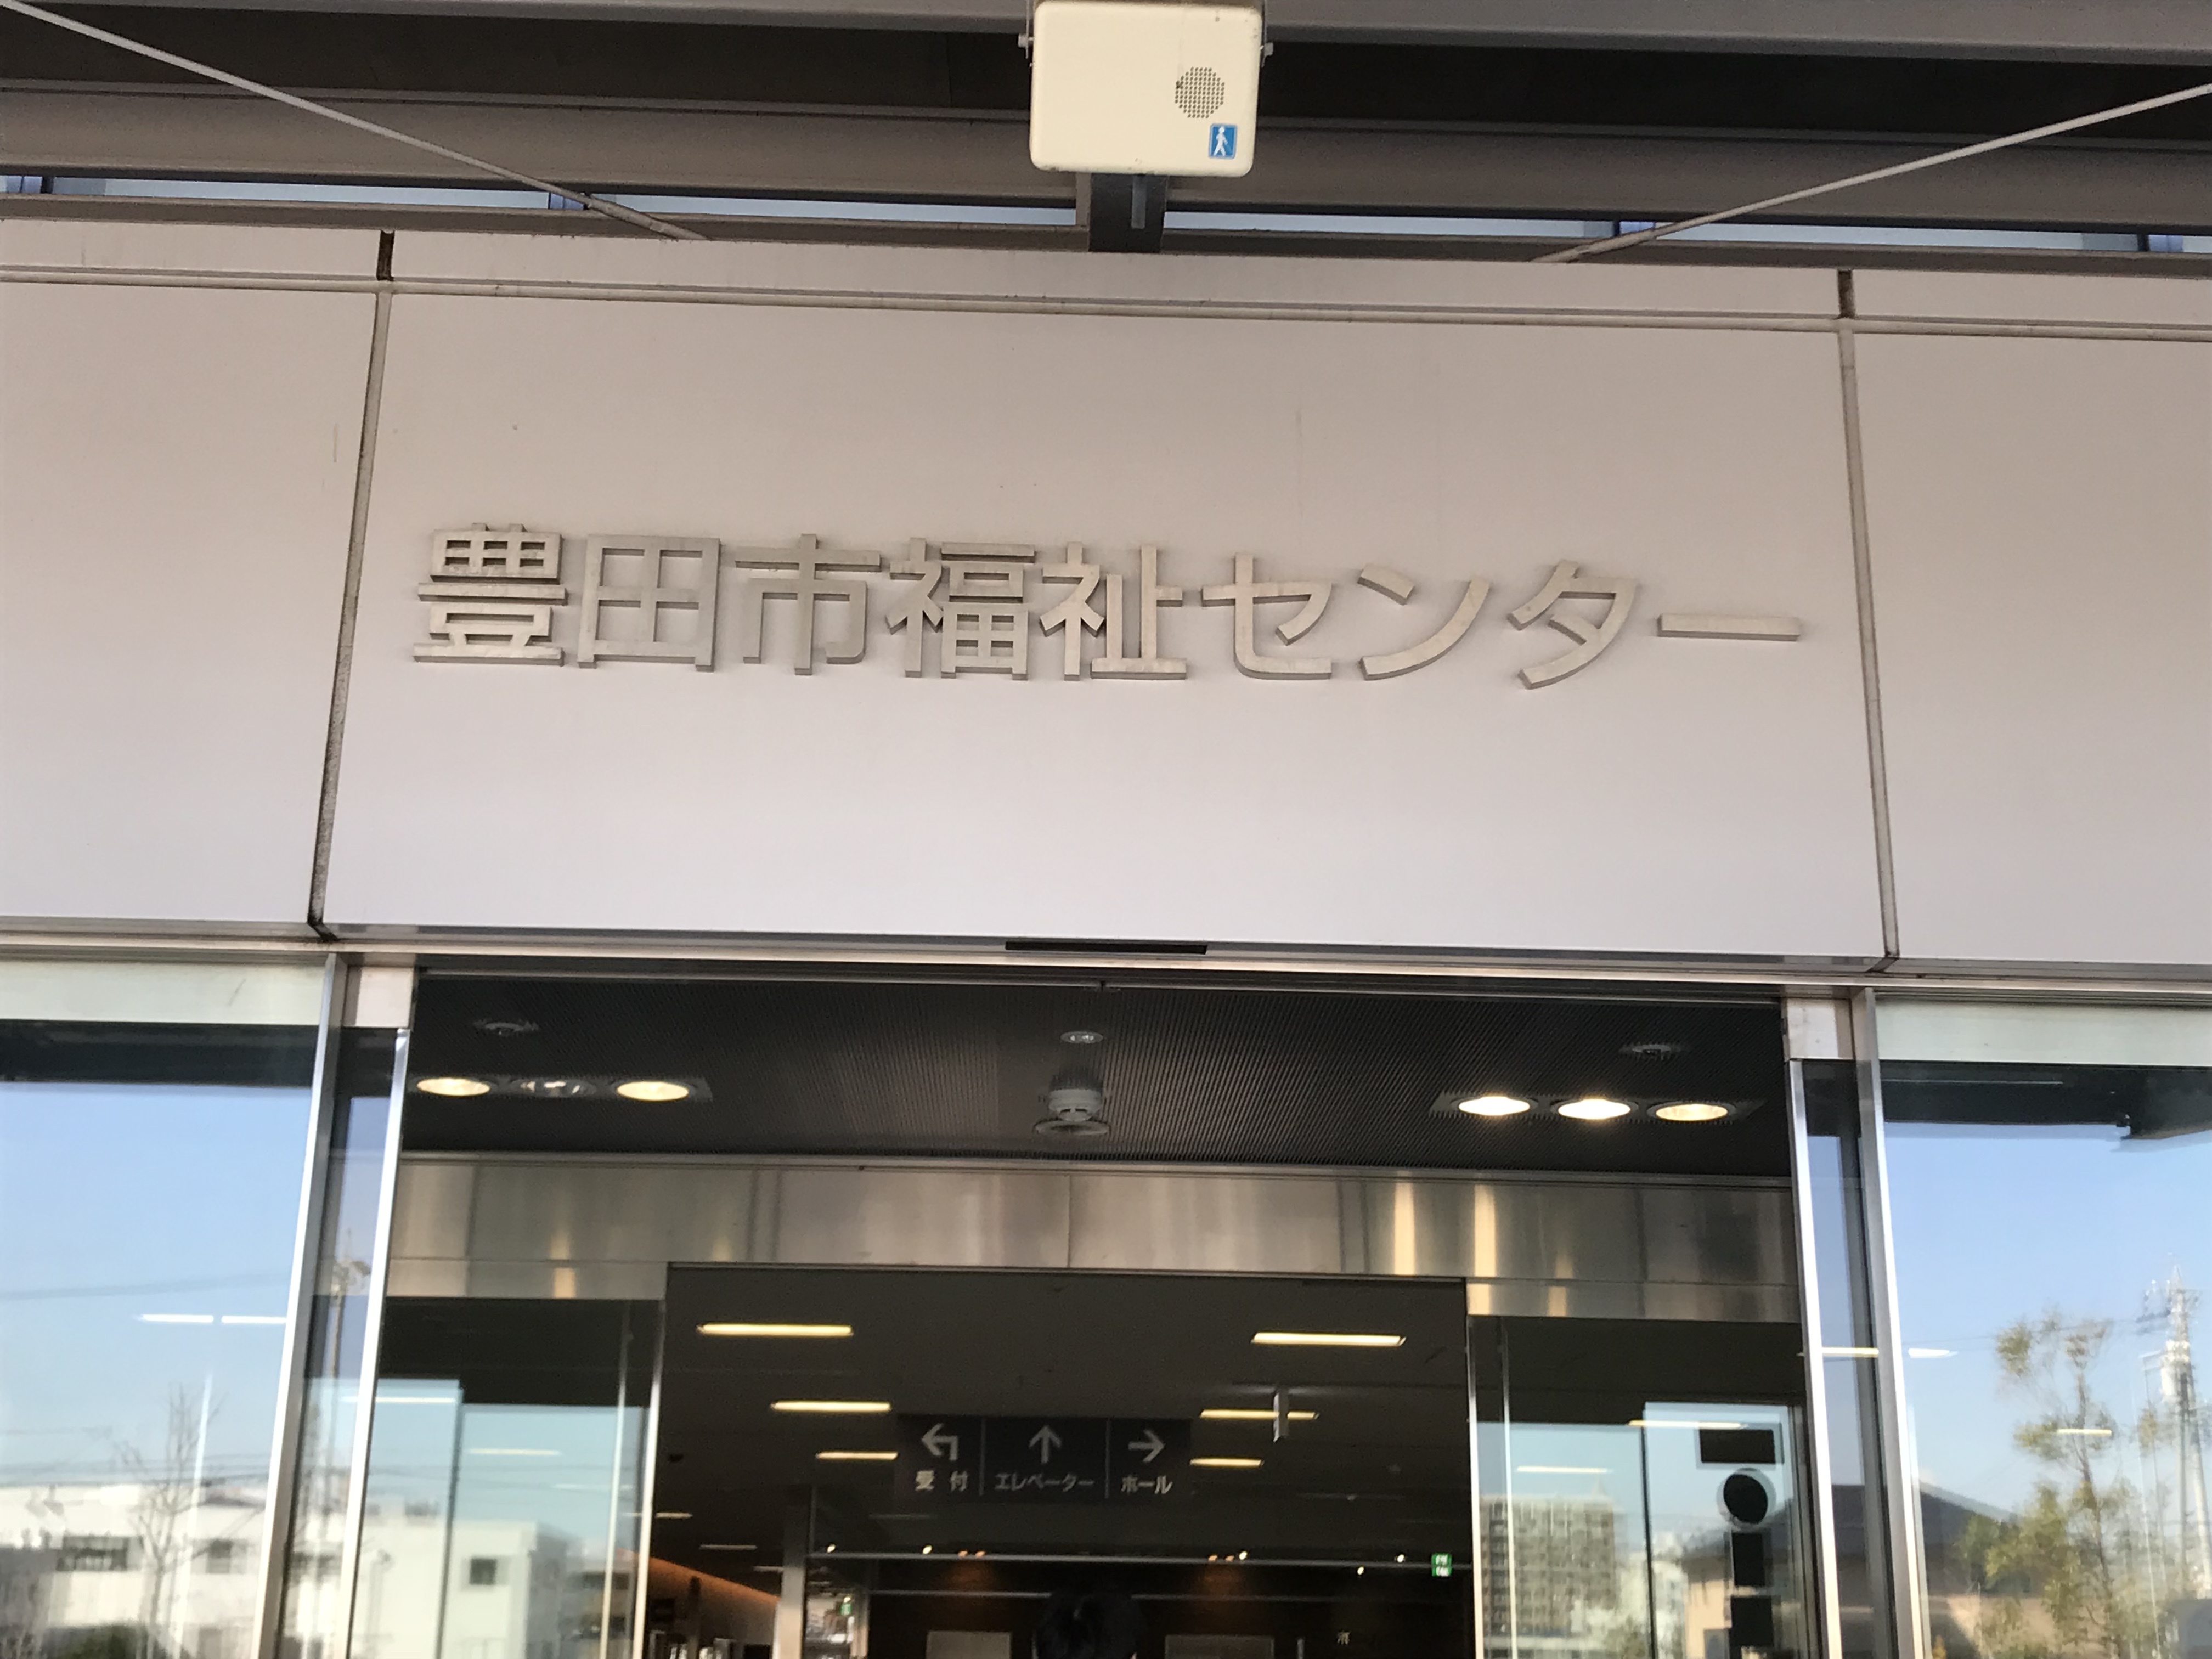 豊田市福祉センター
受付 エレベーター ホール